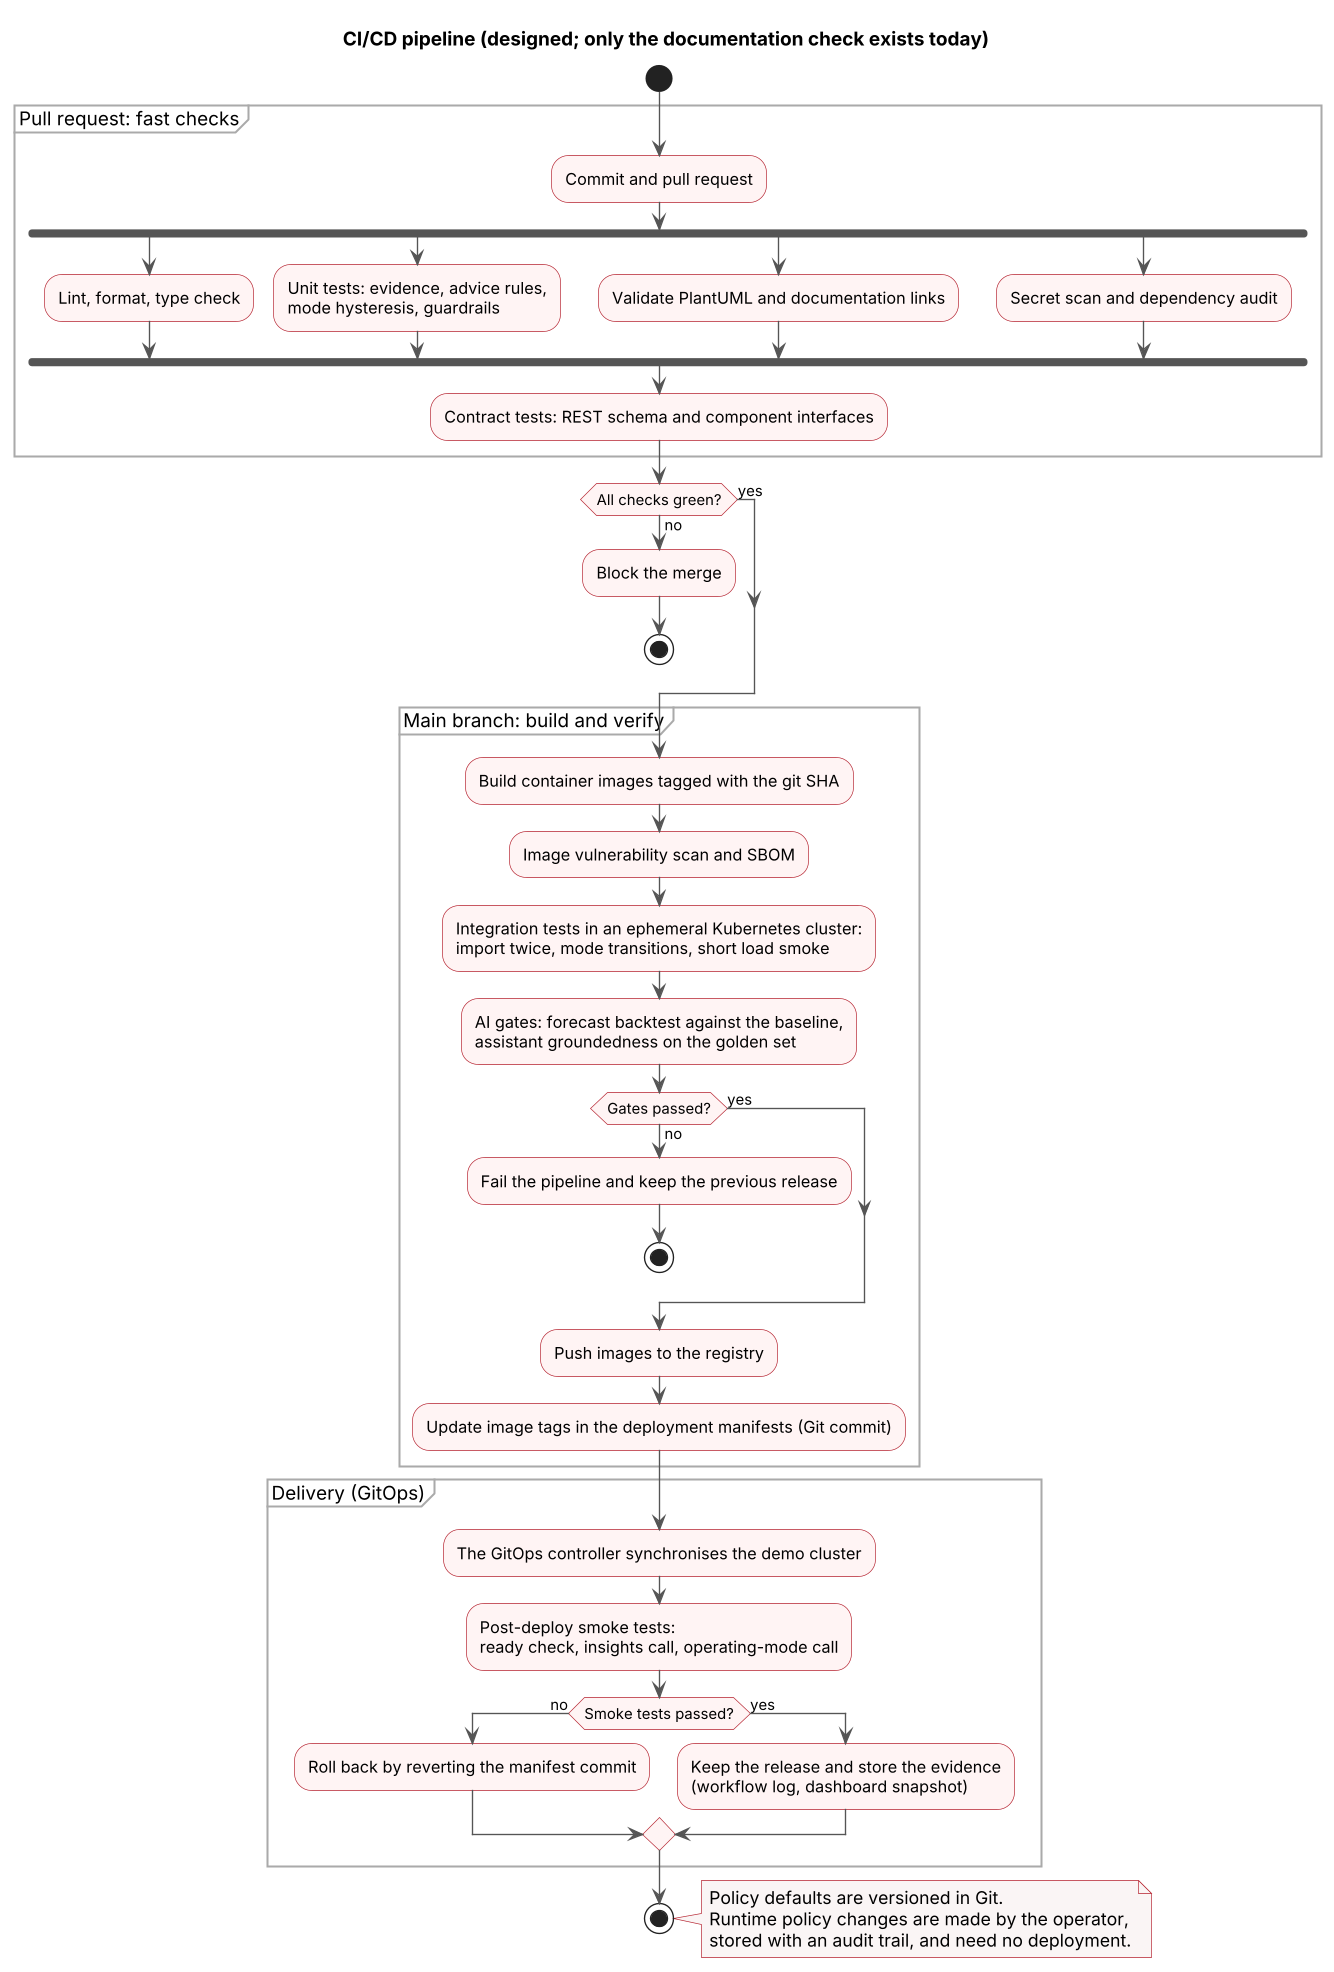 CI/CD pipeline (designed; only the documentation check exists today)
Pull request: fast checks
Commit and pull request
Lint, format, type check
Unit tests: evidence, advice rules,
mode hysteresis, guardrails
Validate PlantUML and documentation links
Secret scan and dependency audit
Contract tests: REST schema and component interfaces
All checks green?
yes
no
Block the merge
Main branch: build and verify
Build container images tagged with the git SHA
Image vulnerability scan and SBOM
Integration tests in an ephemeral Kubernetes cluster:
import twice, mode transitions, short load smoke
AI gates: forecast backtest against the baseline,
assistant groundedness on the golden set
Gates passed?
yes
no
Fail the pipeline and keep the previous release
Push images to the registry
Update image tags in the deployment manifests (Git commit)
Delivery (GitOps)
The GitOps controller synchronises the demo cluster
Post-deploy smoke tests:
ready check, insights call, operating-mode call
no
Smoke tests passed?
yes
Roll back by reverting the manifest commit
Keep the release and store the evidence
(workflow log, dashboard snapshot)
Policy defaults are versioned in Git.
Runtime policy changes are made by the operator,
stored with an audit trail, and need no deployment.